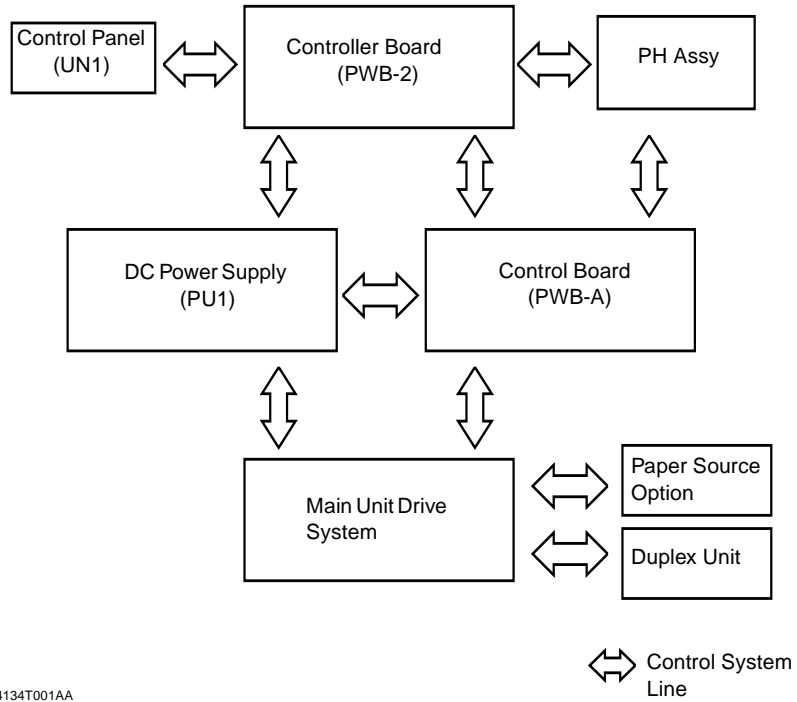 Control Panel
(UN1)
Controller Board
(PWB-2)
PH Assy
DC Power Supply
(PU1)
Control Board
(PWB-A)
Main Unit Drive
System
Paper Source
Option
Duplex Unit
Control System
Line
4134T001AA